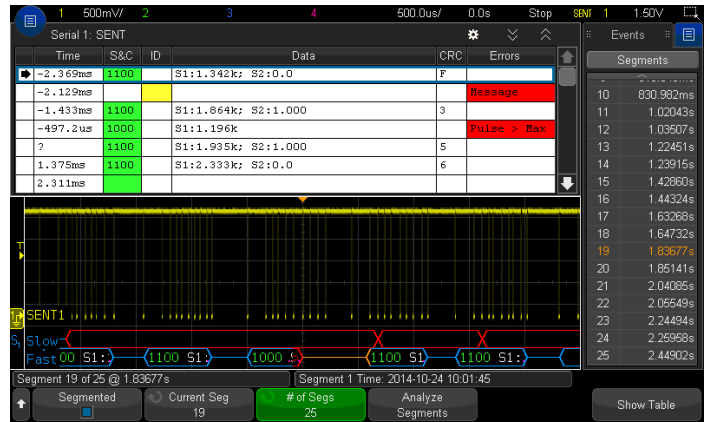 1 500mV/ 2 3 4 500.0us/ 0.0s Stop SENT 1 1.50V
Serial 1: SENT
Time S&C ID Data CRC Errors
-2.369ms 1100 S1:1.342k; S2:0.0 F
-2.129ms Message
-1.433ms 1100 S1:1.864k; S2:1.000 3
-497.2us 1000 S1:1.196k Pulse > Max
? 1100 S1:1.935k; S2:1.000 5
1.375ms 1100 S1:2.333k; S2:0.0 6
2.311ms
Events
Segments
10 830.982ms
11 1.02043s
12 1.03507s
13 1.22451s
14 1.23915s
15 1.42860s
16 1.44324s
17 1.63268s
18 1.64732s
19 1.83677s
20 1.85141s
21 2.04085s
22 2.05549s
23 2.24494s
24 2.25958s
25 2.44902s
T
SENT1
S1 Slow
Fast 00 S1: 1100 S1: 1000 1100 S1 1100 S1:
Segment 19 of 25 @ 1.83677s Segment 1 Time: 2014-10-24 10:01:45
Segmented Current Seg 19 # of Segs 25 Analyze Segments Show Table